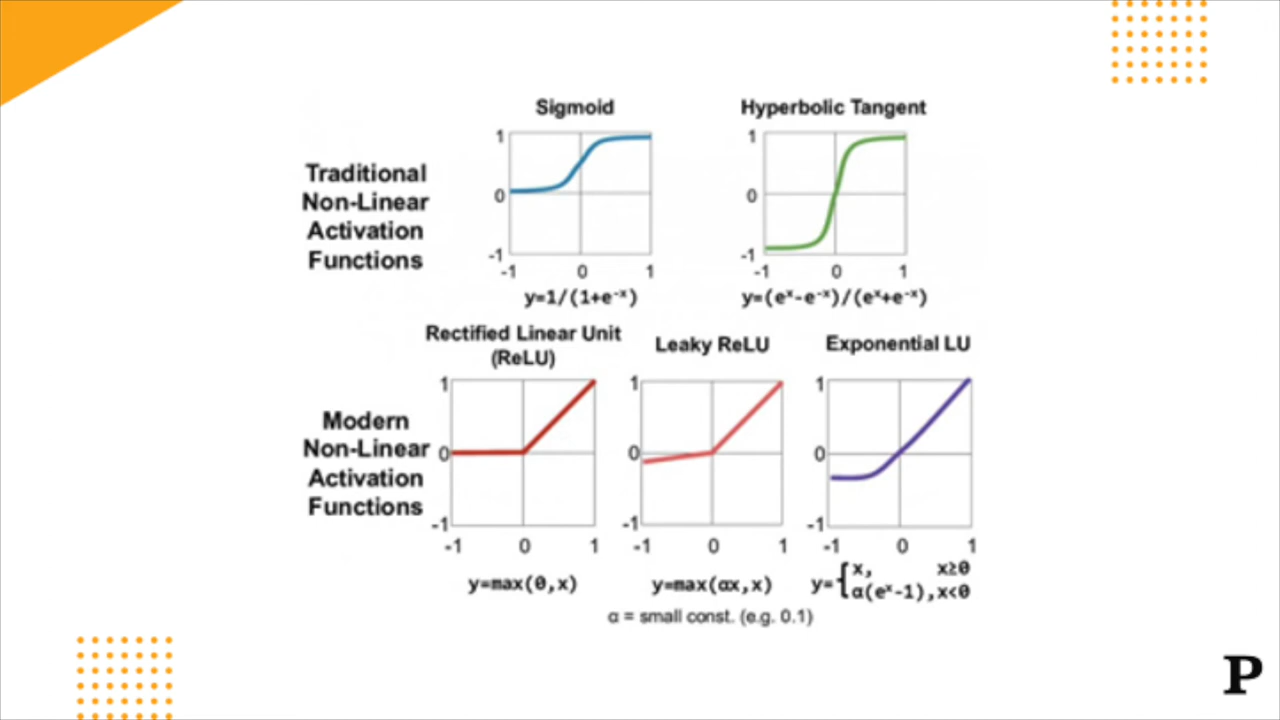 Sigmoid
Hyperbolic Tangent
Traditional
Non-Linear
Activation
Functions
1
0
-1
-1 0 1
y=1/(1+e⁻ˣ)
1
0
-1
-1 0 1
y=(eˣ-e⁻ˣ)/(eˣ+e⁻ˣ)
Rectified Linear Unit
(ReLU)
Leaky ReLU
Exponential LU
Modern
Non-Linear
Activation
Functions
1
0
-1
-1 0 1
y=max(0,x)
1
0
-1
-1 0 1
y=max(αx,x)
1
0
-1
-1 0 1
y={x, x≥0
α(eˣ-1),x<0
α = small const. (e.g. 0.1)
P